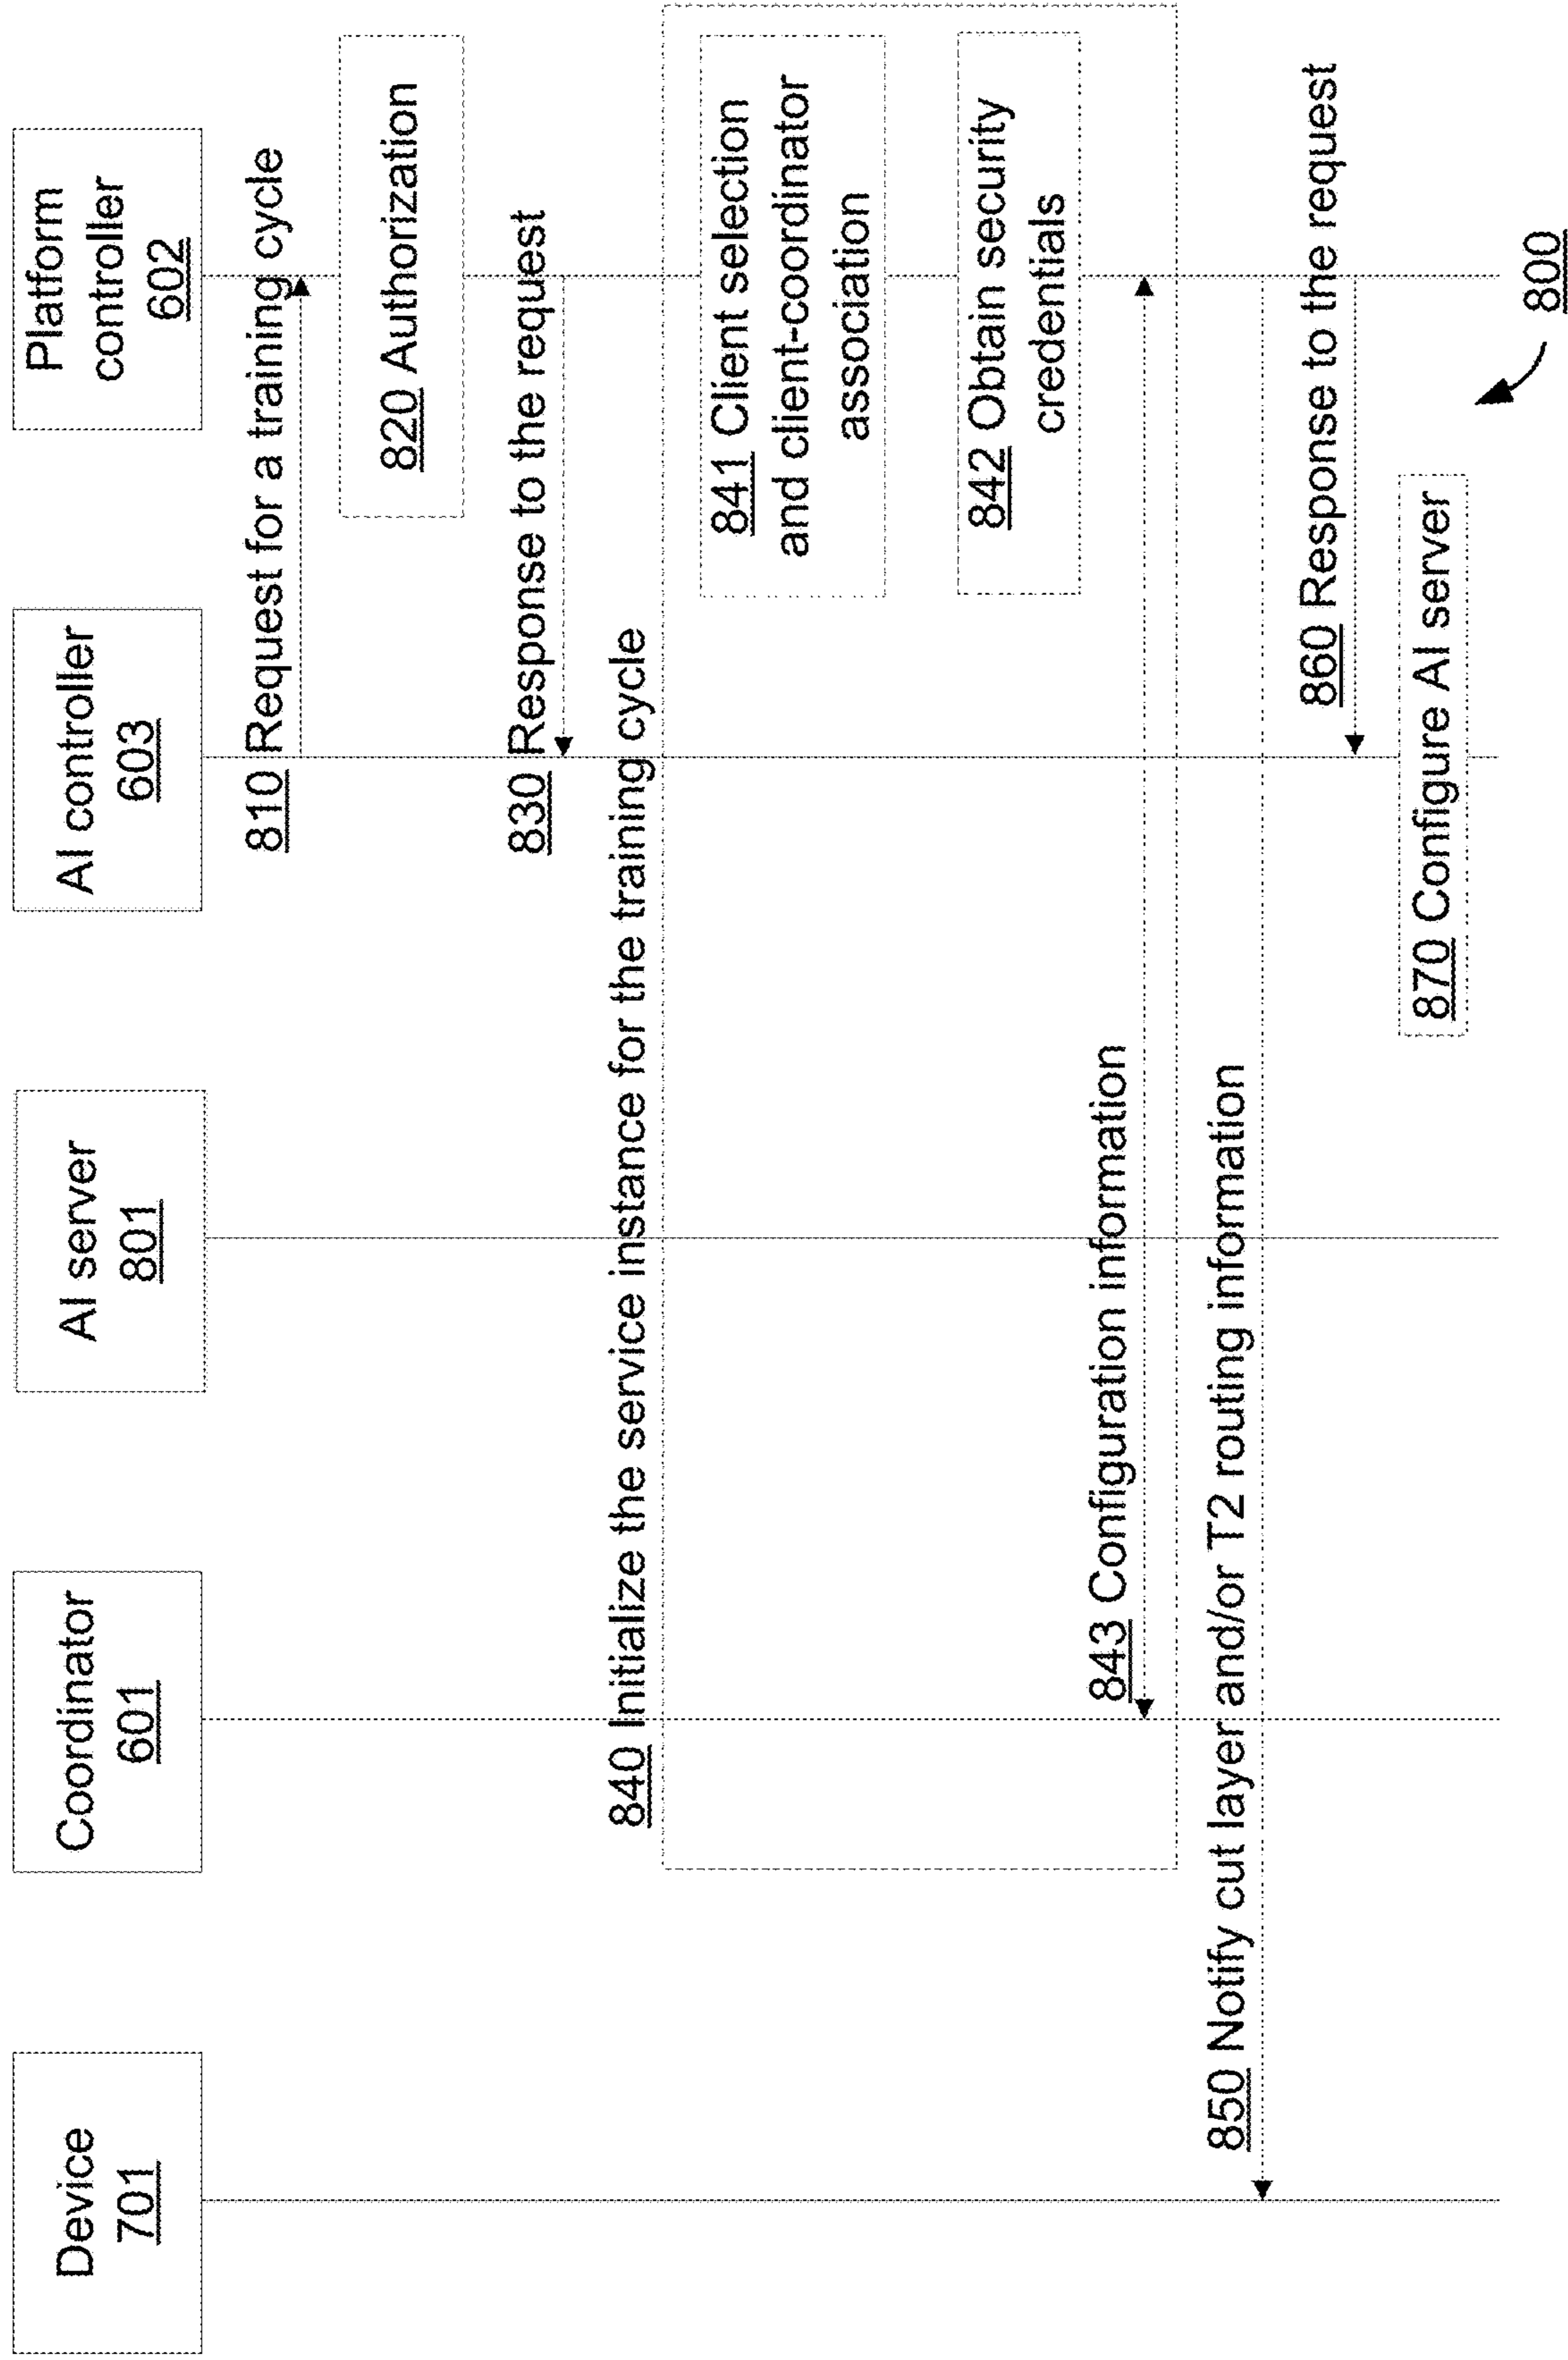 Device
701
Coordinator
601
AI server
801
AI controller
603
Platform
controller
602
810 Request for a training cycle
820 Authorization
830 Response to the request
840 Initialize the service instance for the training cycle
841 Client selection
and client-coordinator
association
842 Obtain security
credentials
843 Configuration information
850 Notify cut layer and/or T2 routing information
860 Response to the request
870 Configure AI server
800